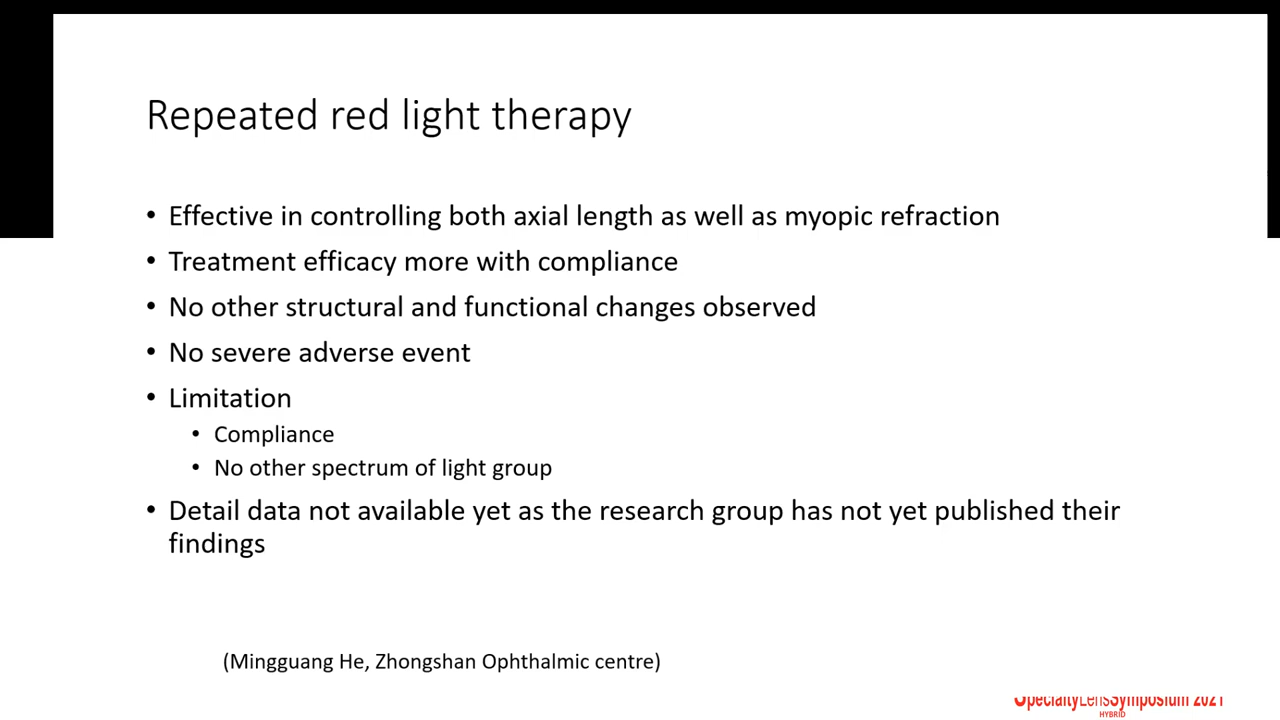 Repeated red light therapy
• Effective in controlling both axial length as well as myopic refraction
• Treatment efficacy more with compliance
• No other structural and functional changes observed
• No severe adverse event
• Limitation
• Compliance
• No other spectrum of light group
• Detail data not available yet as the research group has not yet published their
findings
(Mingguang He, Zhongshan Ophthalmic centre)
SpecialtyLensSymposium 2021
HYBRID